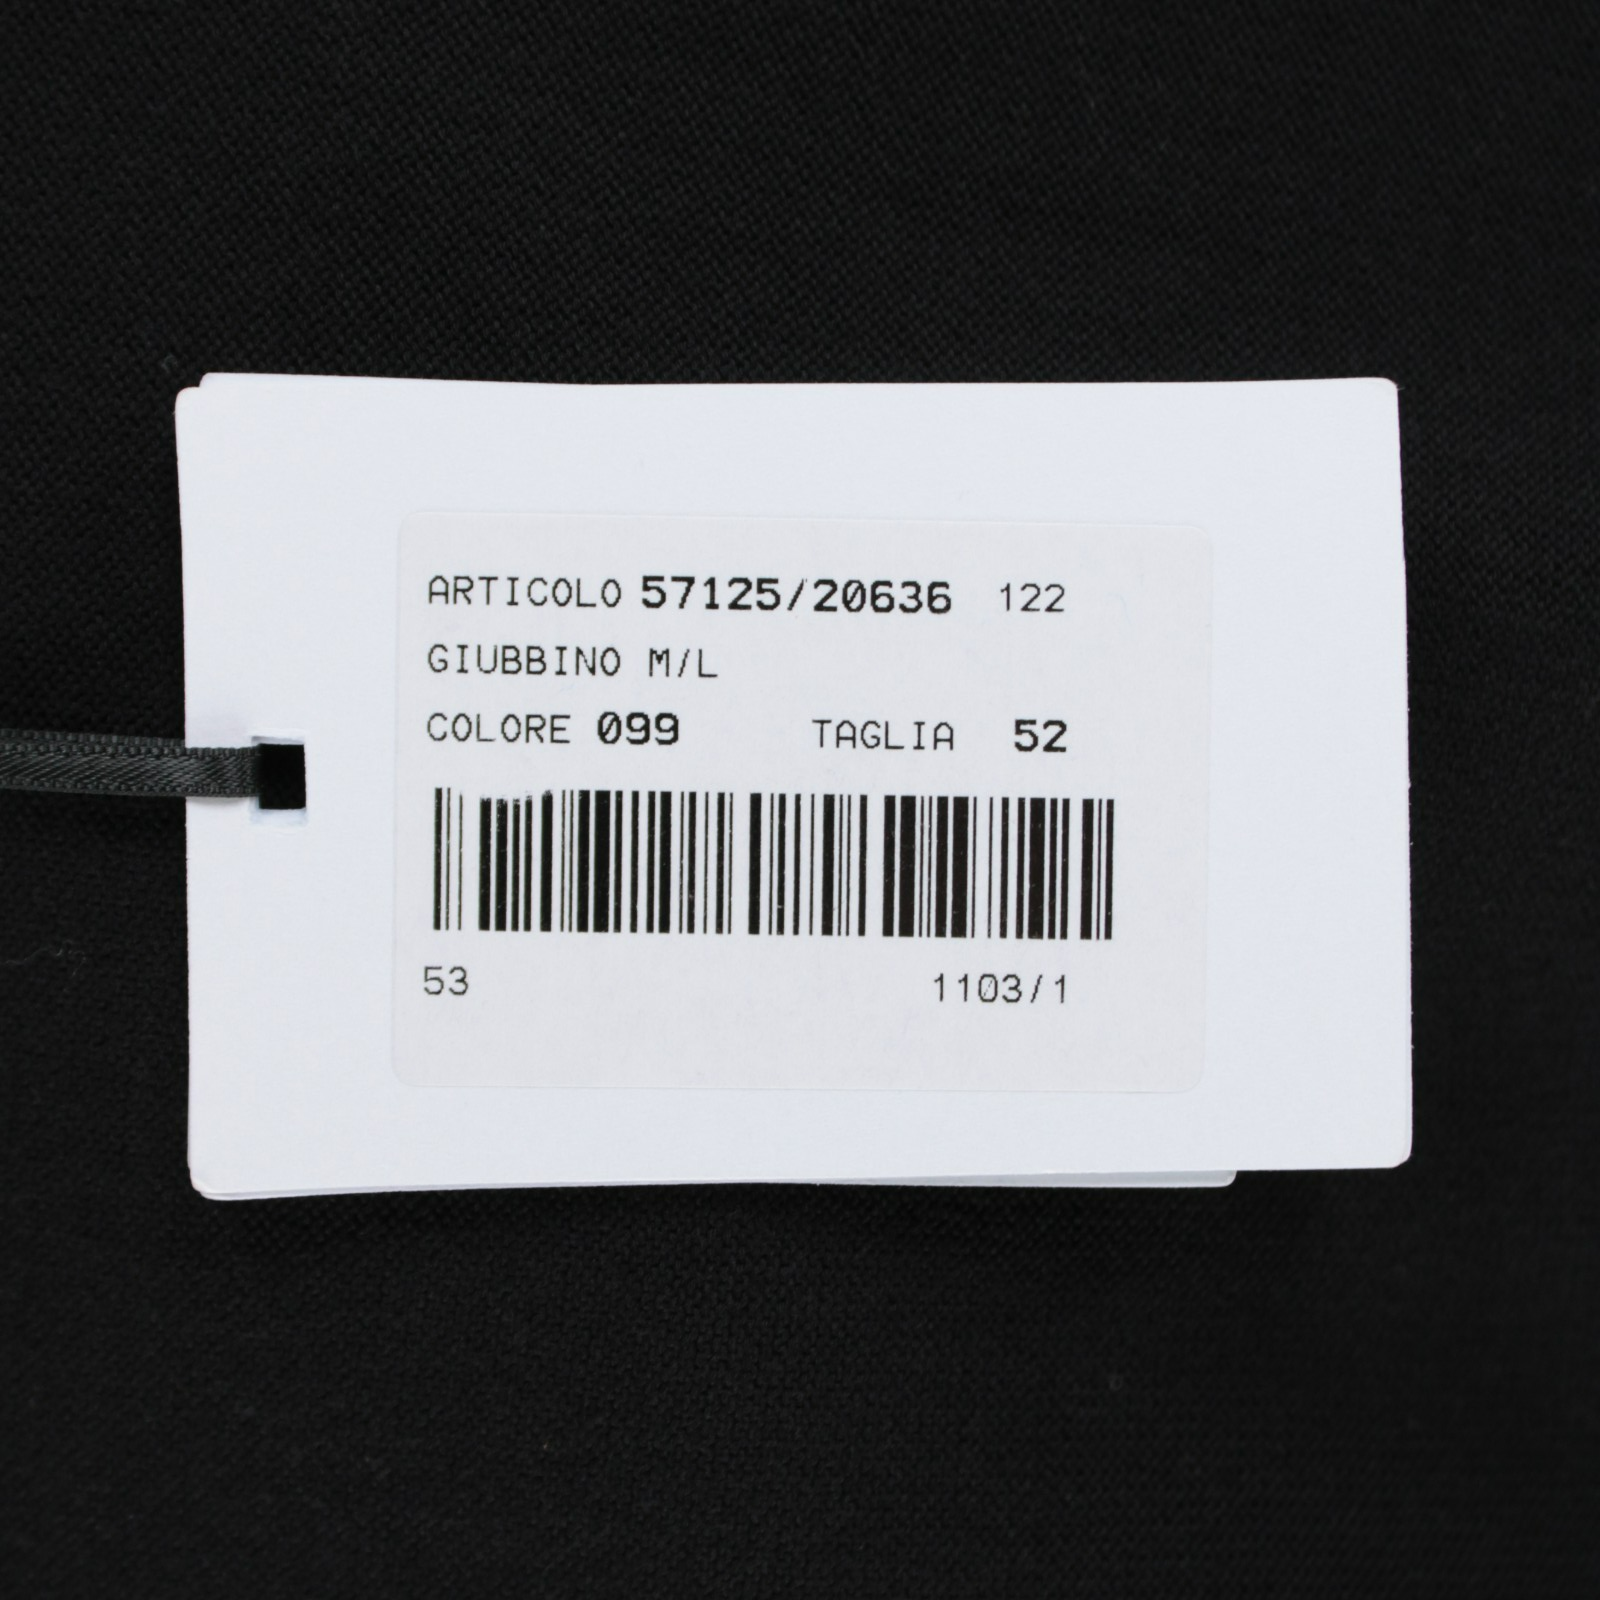 ARTICOLO 57125/20636 122
GIUBBINO M/L
COLORE 099 TAGLIA 52
53 1103/1